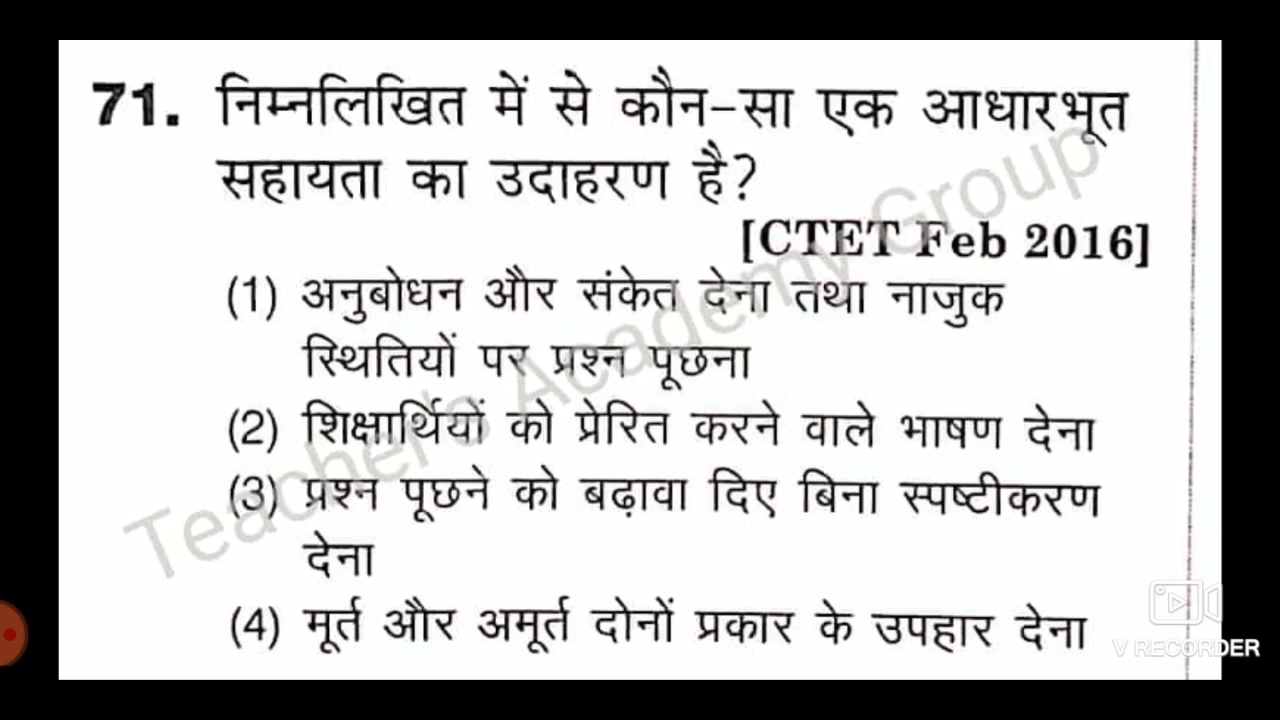 71. निम्नलिखित में से कौन-सा एक आधारभूत
सहायता का उदाहरण है?
[CTET Feb 2016]
(1) अनुबोधन और संकेत देना तथा नाजुक
स्थितियों पर प्रश्न पूछना
(2) शिक्षार्थियों को प्रेरित करने वाले भाषण देना
(3) प्रश्न पूछने को बढ़ावा दिए बिना स्पष्टीकरण
देना
(4) मूर्त और अमूर्त दोनों प्रकार के उपहार देना
Teacher's Academy Group
V RECORDER